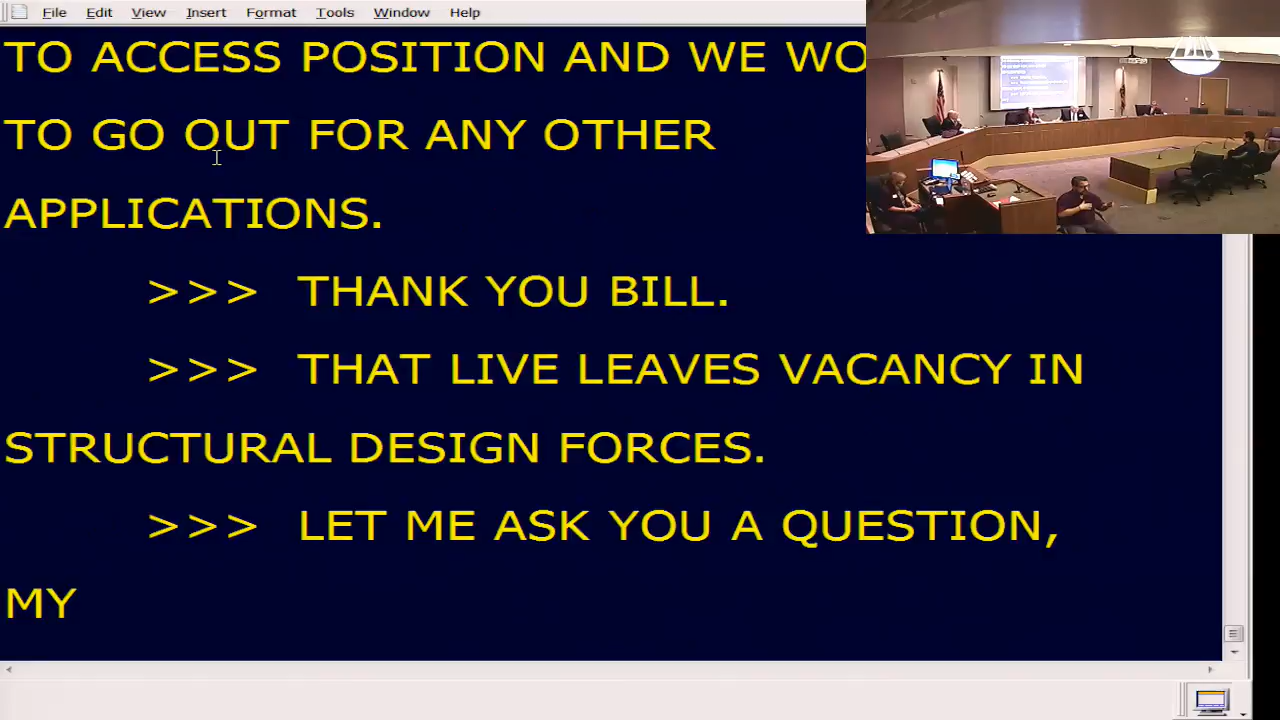 File Edit View Insert Format Tools Window Help
TO ACCESS POSITION AND WE WO
TO GO OUT FOR ANY OTHER
APPLICATIONS.
>>> THANK YOU BILL.
>>> THAT LIVE LEAVES VACANCY IN
STRUCTURAL DESIGN FORCES.
>>> LET ME ASK YOU A QUESTION,
MY